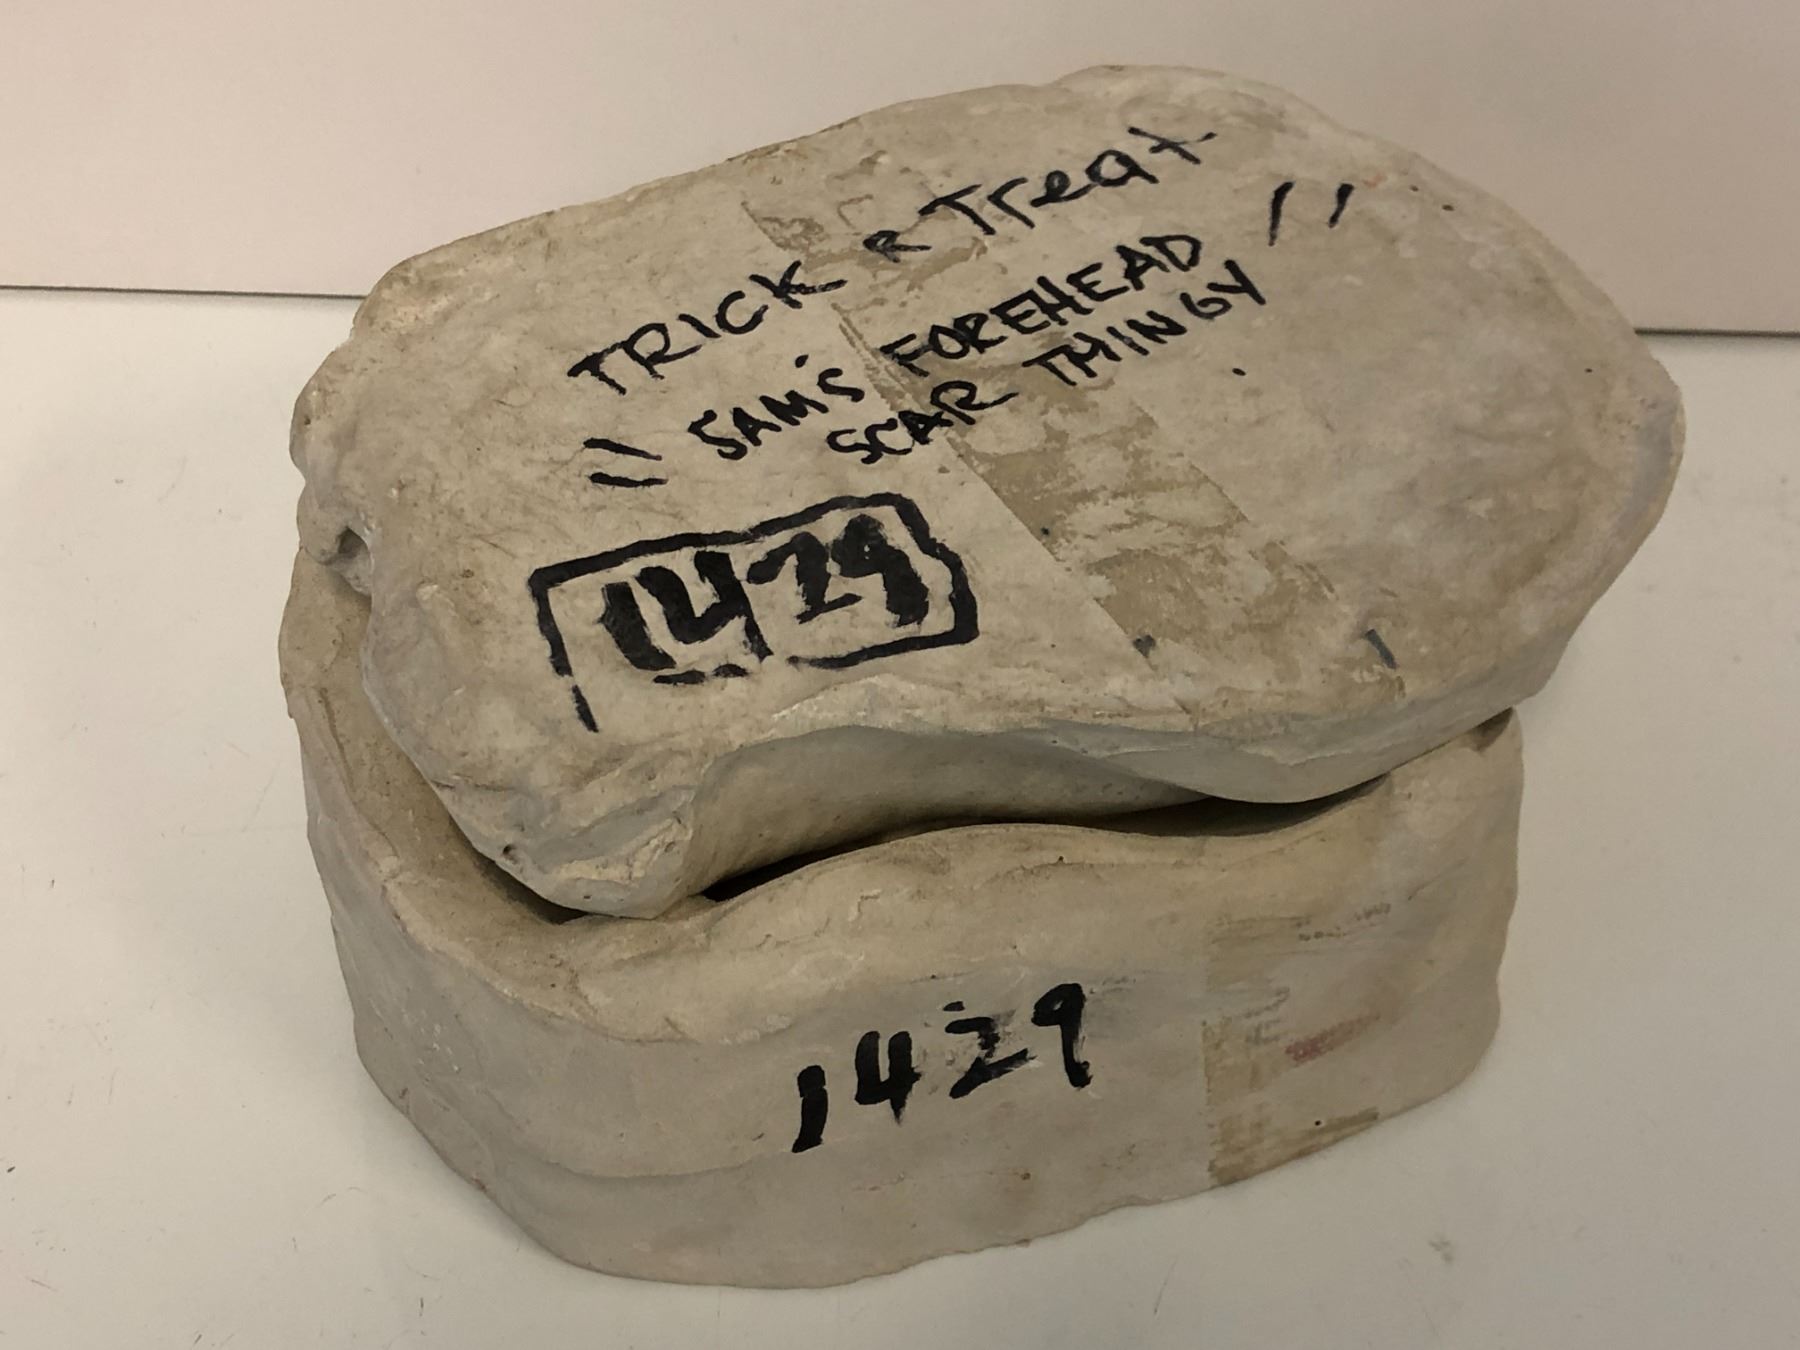 TRICK R Treat
"SAM'S FOREHEAD
SCAR THINGY"
1429
1429